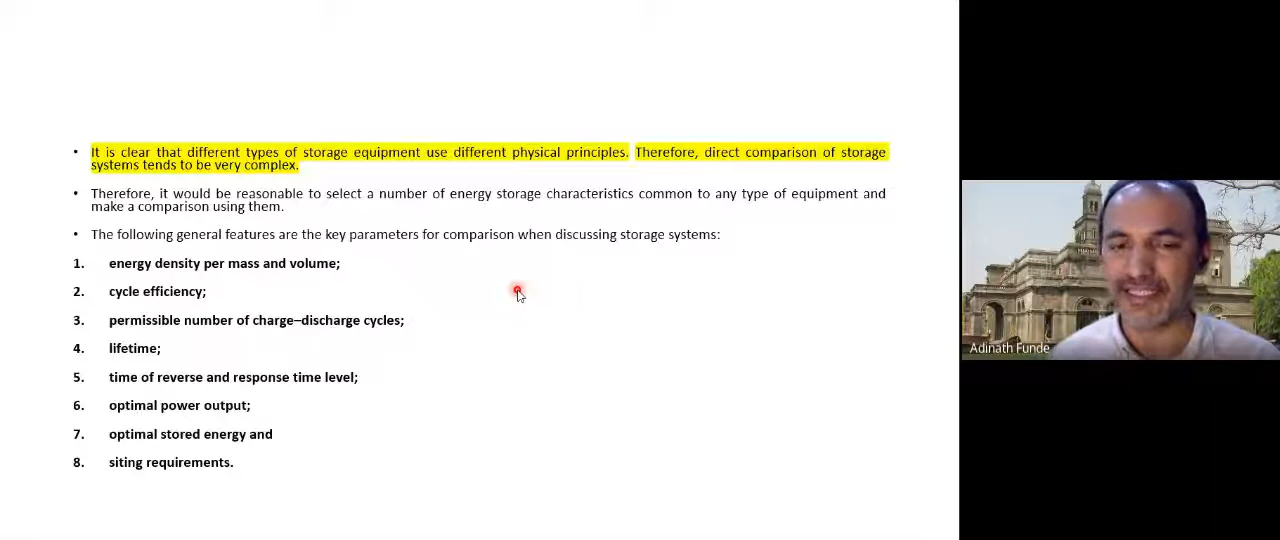 • It is clear that different types of storage equipment use different physical principles. Therefore, direct comparison of storage
systems tends to be very complex.
• Therefore, it would be reasonable to select a number of energy storage characteristics common to any type of equipment and
make a comparison using them.
• The following general features are the key parameters for comparison when discussing storage systems:
1. energy density per mass and volume;
2. cycle efficiency;
3. permissible number of charge–discharge cycles;
4. lifetime;
5. time of reverse and response time level;
6. optimal power output;
7. optimal stored energy and
8. siting requirements.
Adinath Funde